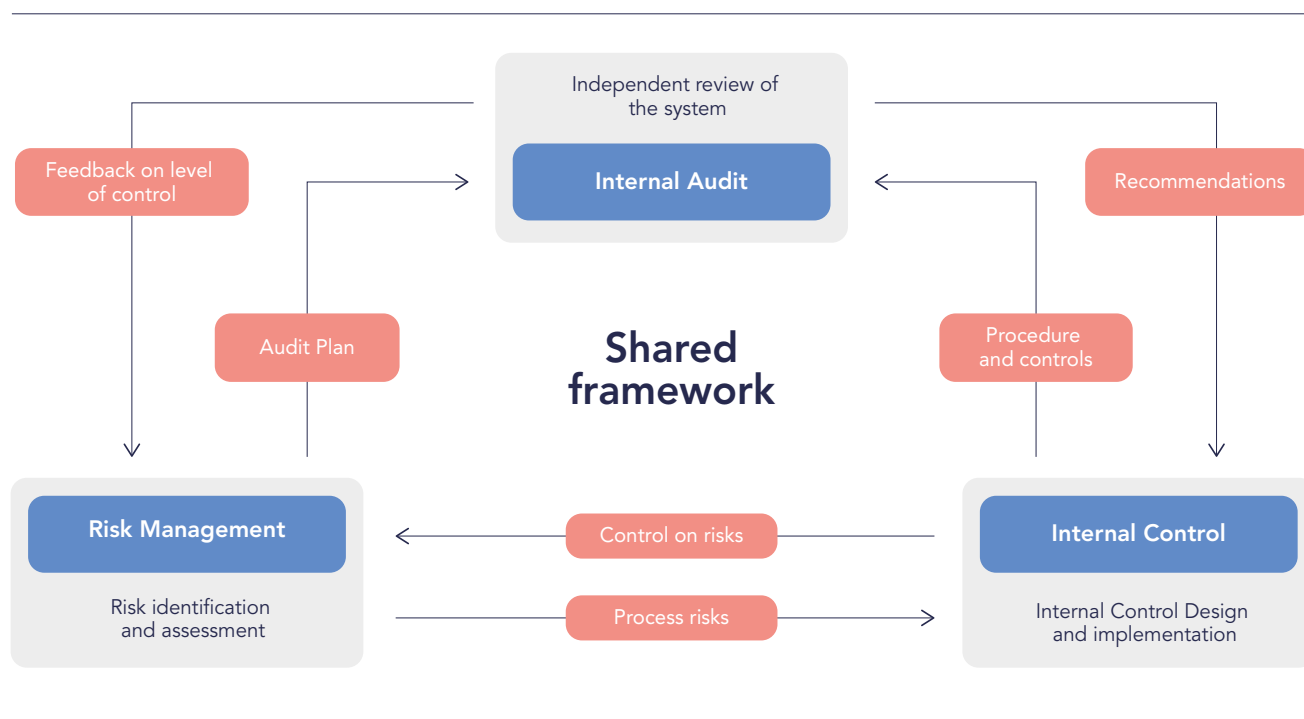 Independent review of
the system
Internal Audit
Feedback on level
of control
Recommendations
Audit Plan
Shared
framework
Procedure
and controls
Risk Management
Risk identification
and assessment
Control on risks
Process risks
Internal Control
Internal Control Design
and implementation